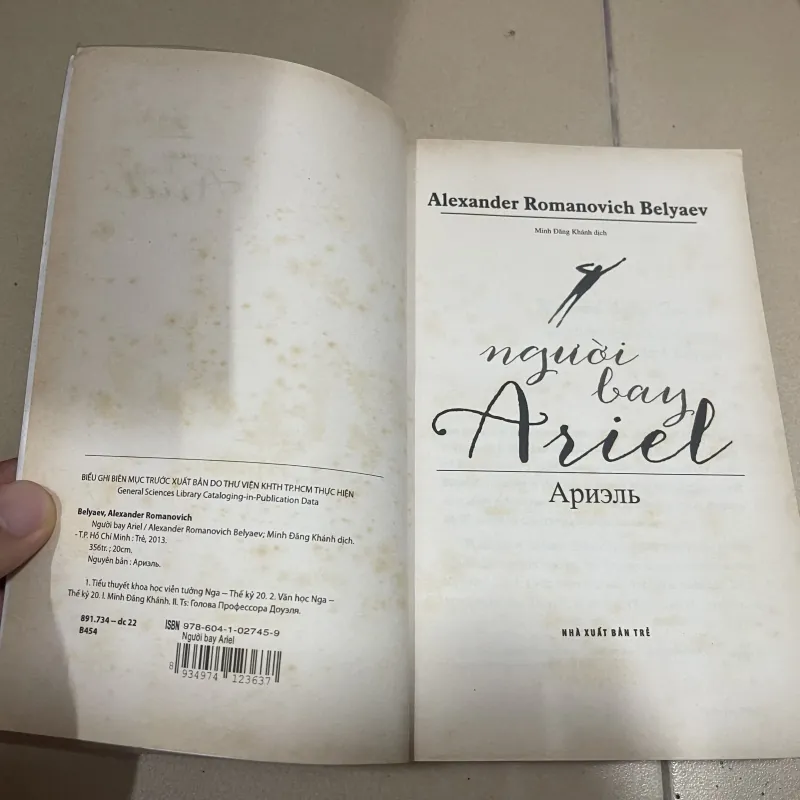 BIỂU GHI BIÊN MỤC TRƯỚC XUẤT BẢN DO THƯ VIỆN KHTH TP.HCM THỰC HIỆN
General Sciences Library Cataloging-in-Publication Data
Belyaev, Alexander Romanovich
Người bay Ariel / Alexander Romanovich Belyaev; Minh Đăng Khánh dịch.
- T.P. Hồ Chí Minh : Trẻ, 2013.
356tr. ; 20cm.
Nguyên bản : Ариэль.
1. Tiểu thuyết khoa học viễn tưởng Nga – Thế kỷ 20. 2. Văn học Nga –
Thế kỷ 20. I. Minh Đăng Khánh. II. Ts: Голова Профессора Доуэля.
891.734 – dc 22
B454
ISBN 978-604-1-02745-9
Người bay Ariel
8 934974 123637
Alexander Romanovich Belyaev
Minh Đăng Khánh dịch
người
bay
Ariel
Ариэль
NHÀ XUẤT BẢN TRẺ